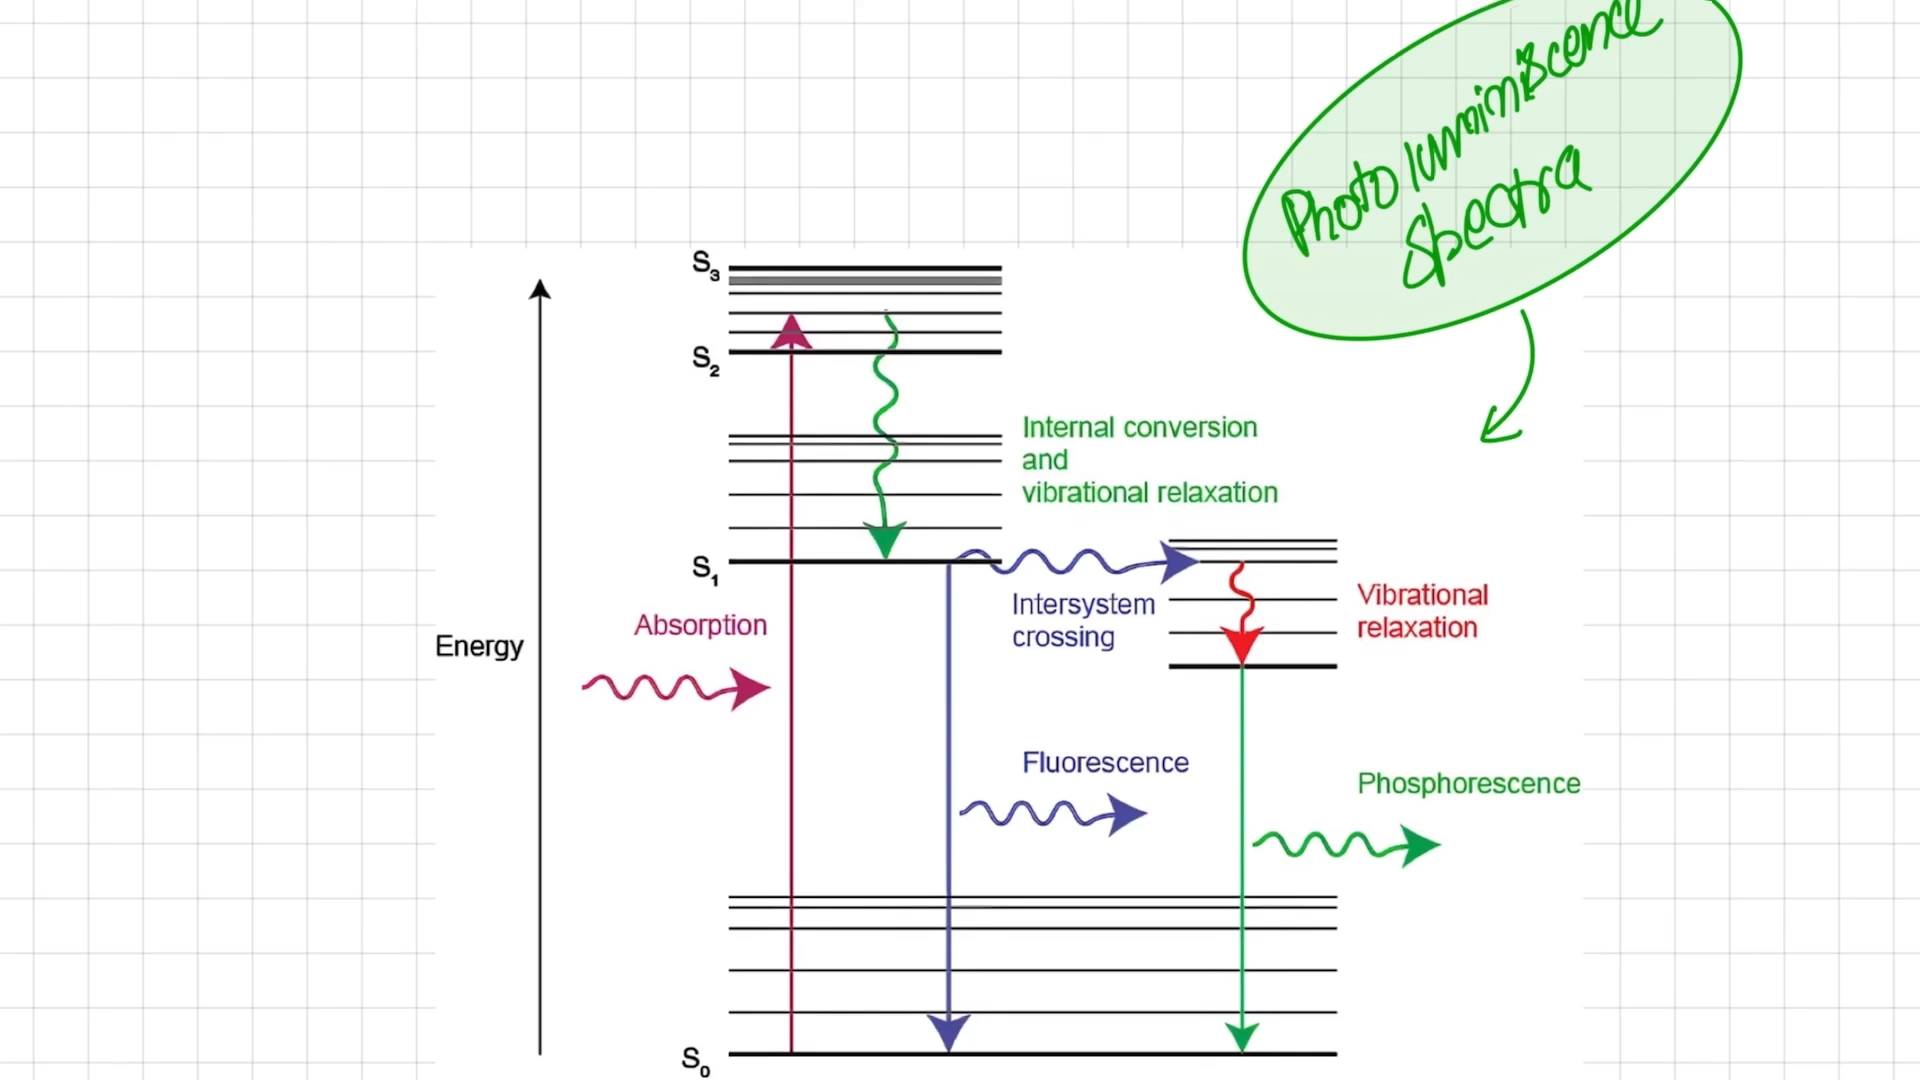 Photo luminiscence
Spectra
S3
S2
Internal conversion
and
vibrational relaxation
S1
Intersystem
crossing
Vibrational
relaxation
Absorption
Energy
Fluorescence
Phosphorescence
S0